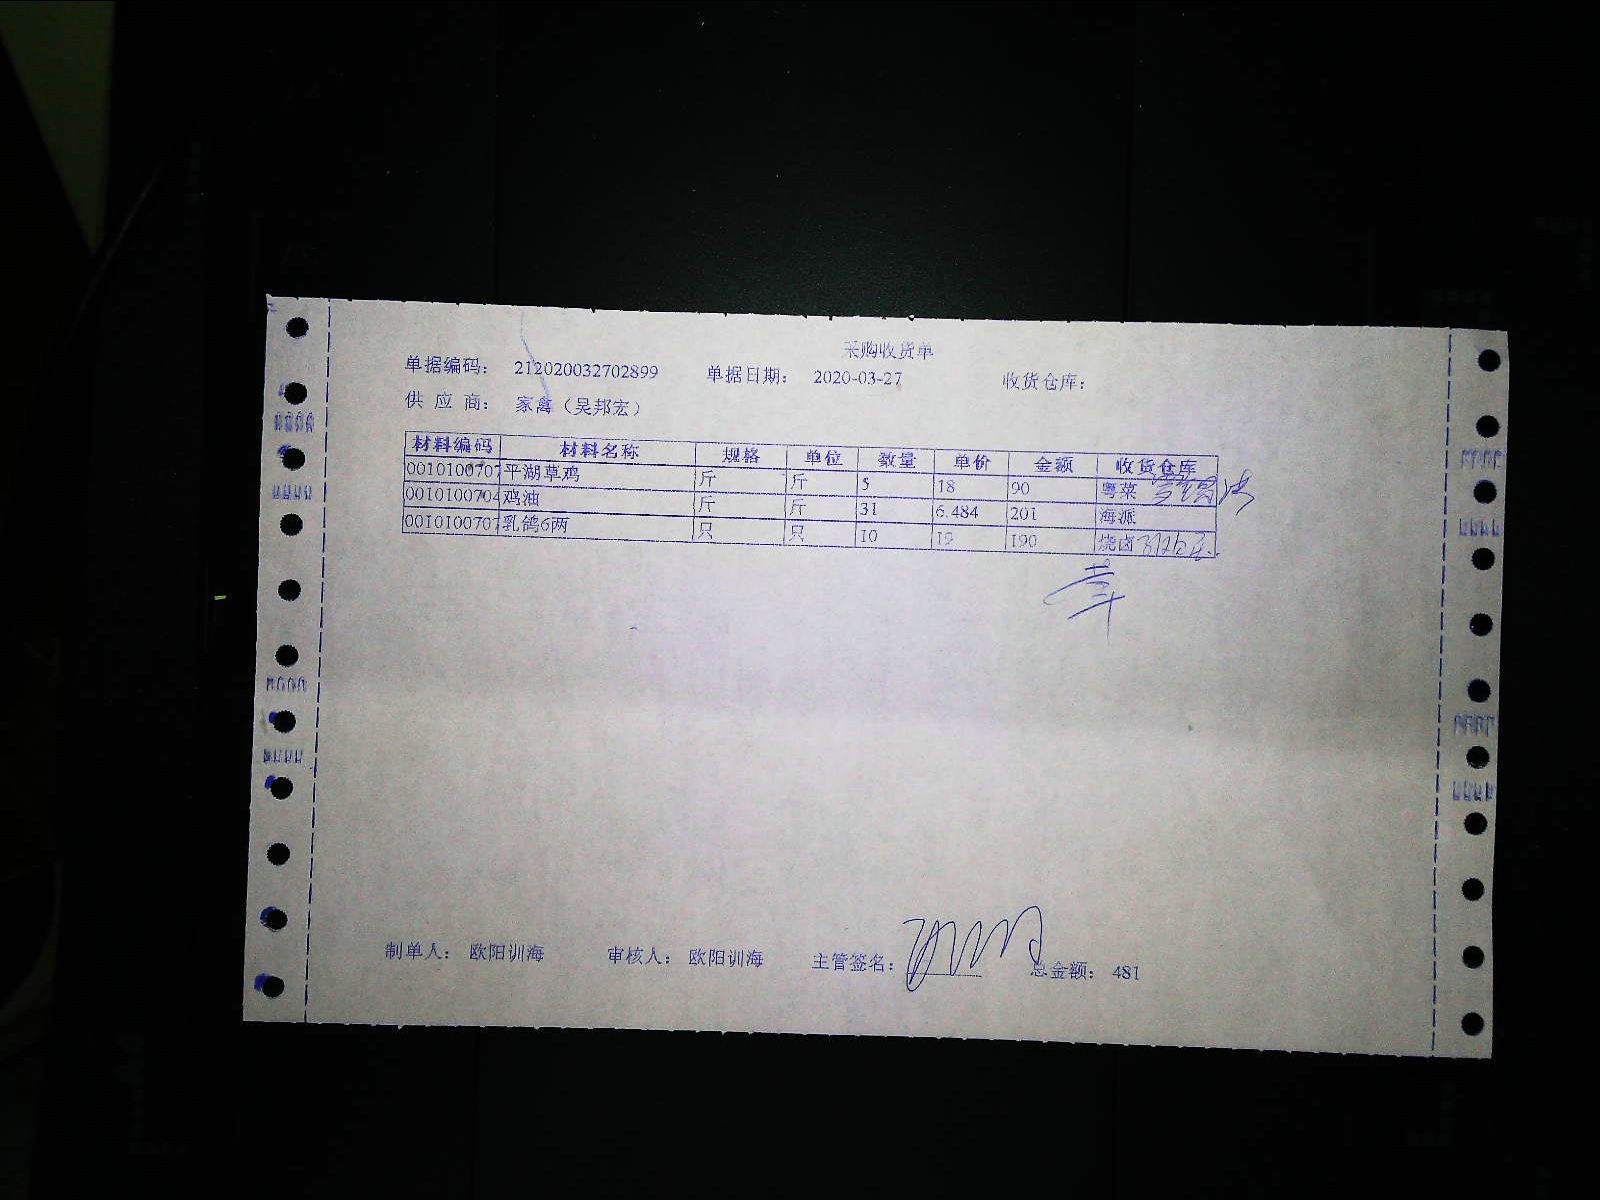 采购收货单
单据编码： 212020032702899 单据日期： 2020-03-27 收货仓库：
供 应 商： 家禽（吴邦宏）
材料编码 材料名称 规格 单位 数量 单价 金额 收货仓库
0010100707 平湖草鸡 斤 斤 5 18 90 粤菜
0010100704 鸡油 斤 斤 31 6.484 201 海派
0010100707 乳鸽6两 只 只 10 19 190 烧卤
制单人： 欧阳训海 审核人： 欧阳训海 主管签名： 总金额： 481